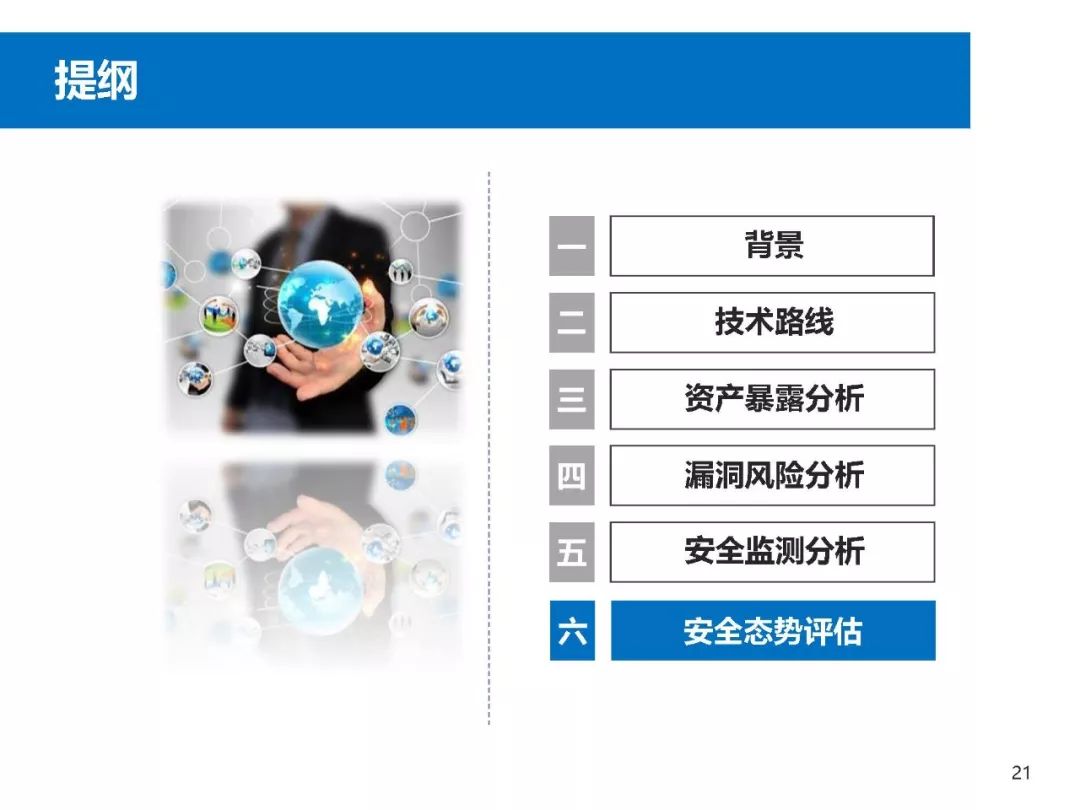 提纲
一 背景
二 技术路线
三 资产暴露分析
四 漏洞风险分析
五 安全监测分析
六 安全态势评估
21